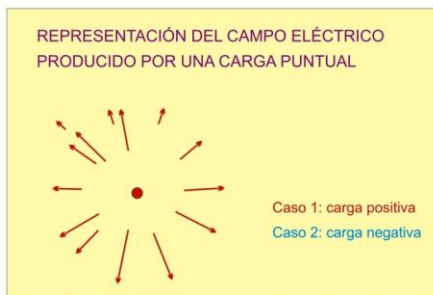 REPRESENTACIÓN DEL CAMPO ELÉCTRICO
PRODUCIDO POR UNA CARGA PUNTUAL
Caso 1: carga positiva
Caso 2: carga negativa